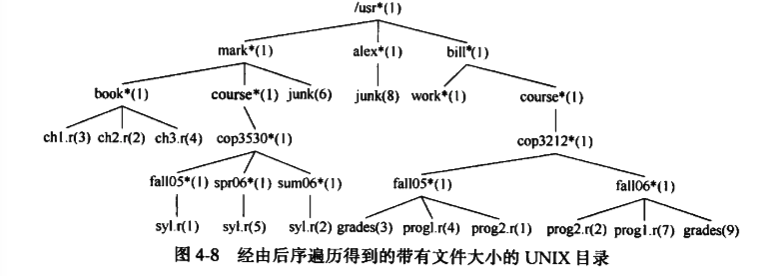 /usr*(1)
mark*(1) alex*(1) bill*(1)
book*(1) course*(1) junk(6) junk(8) work*(1) course*(1)
ch1.r(3) ch2.r(2) ch3.r(4) cop3530*(1) cop3212*(1)
fall05*(1) spr06*(1) sum06*(1) fall05*(1) fall06*(1)
syl.r(1) syl.r(5) syl.r(2) grades(3) prog1.r(4) prog2.r(1) prog2.r(2) prog1.r(7) grades(9)
图 4-8 经由后序遍历得到的带有文件大小的 UNIX 目录